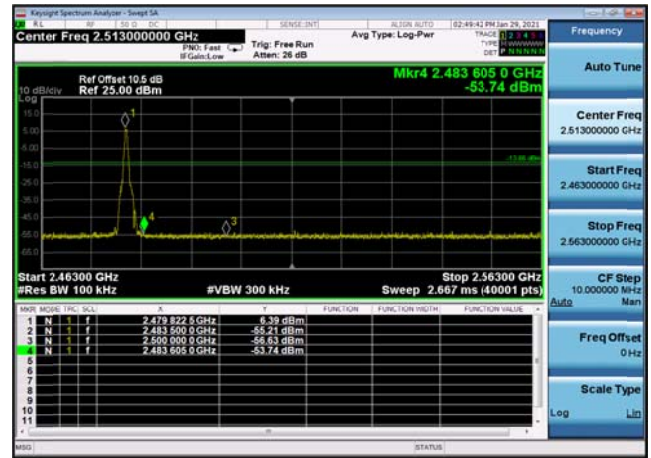 Keysight Spectrum Analyzer - Swept SA
RL RF 50 Ω DC SENSE:INT ALIGN AUTO 02:49:42 PM Jan 29, 2021
Center Freq 2.513000000 GHz
PNO: Fast
IFGain:Low
Trig: Free Run
Atten: 26 dB
Avg Type: Log-Pwr
TRACE 1 2 3 4 5 6
TYPE
DET P N N N N N
Ref Offset 10.5 dB
Ref 25.00 dBm
10 dB/div
Log
Mkr4 2.483 605 0 GHz
-53.74 dBm
15.0
5.00
-5.00
-15.0
-25.0
-35.0
-45.0
-55.0
-65.0
1
4
3
Start 2.46300 GHz
#Res BW 100 kHz
#VBW 300 kHz
Stop 2.56300 GHz
Sweep 2.667 ms (40001 pts)
MKR MODE TRC SCL X Y FUNCTION FUNCTION WIDTH FUNCTION VALUE
1 N 1 f 2.479 822 5 GHz 6.39 dBm
2 N 1 f 2.483 500 0 GHz -55.21 dBm
3 N 1 f 2.500 000 0 GHz -56.63 dBm
4 N 1 f 2.483 605 0 GHz -53.74 dBm
5
6
7
8
9
10
11
MSG STATUS
Frequency
Auto Tune
Center Freq
2.513000000 GHz
Start Freq
2.463000000 GHz
Stop Freq
2.563000000 GHz
CF Step
10.000000 MHz
Auto Man
Freq Offset
0 Hz
Scale Type
Log Lin